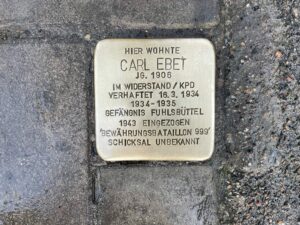 HIER WOHNTE
CARL EBET
JG. 1906
IM WIDERSTAND / KPD
VERHAFTET 16.3.1934
1934-1935
GEFÄNGNIS FUHLSBÜTTEL
1943 EINGEZOGEN
'BEWÄHRUNGSBATAILLON 999'
SCHICKSAL UNBEKANNT